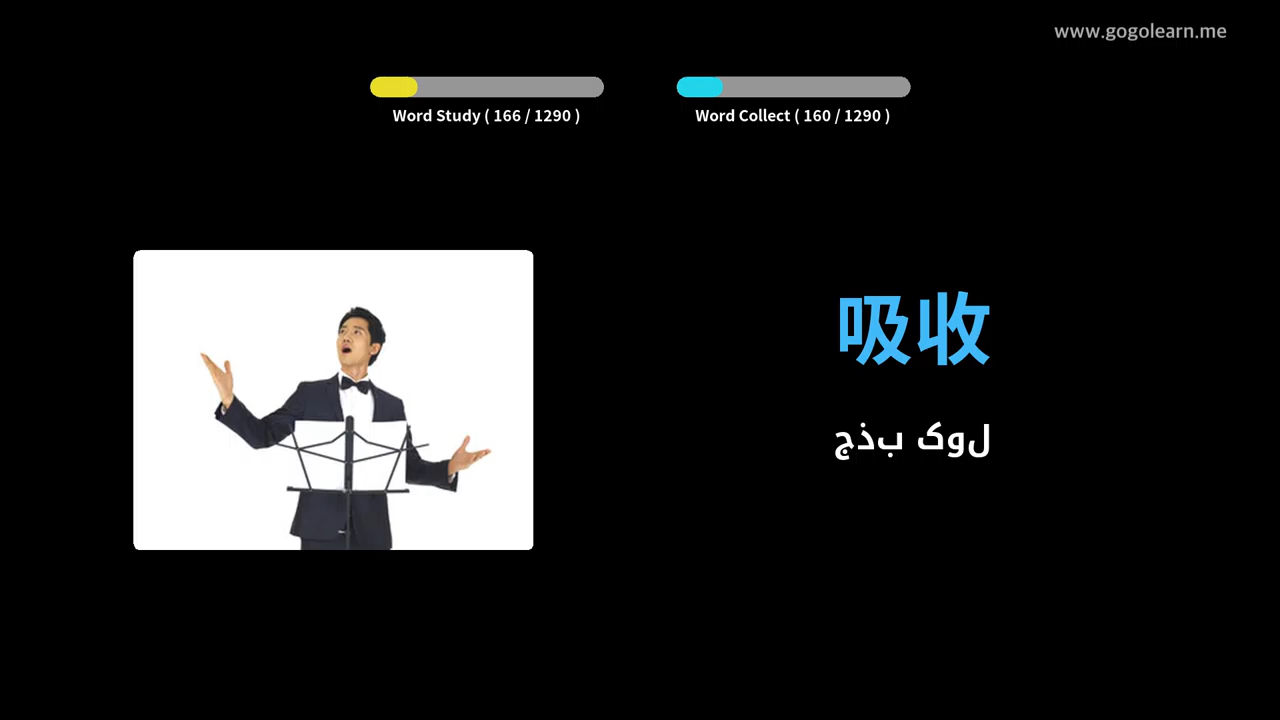 www.gogolearn.me
Word Study ( 166 / 1290 )
Word Collect ( 160 / 1290 )
吸收
لوک بذج